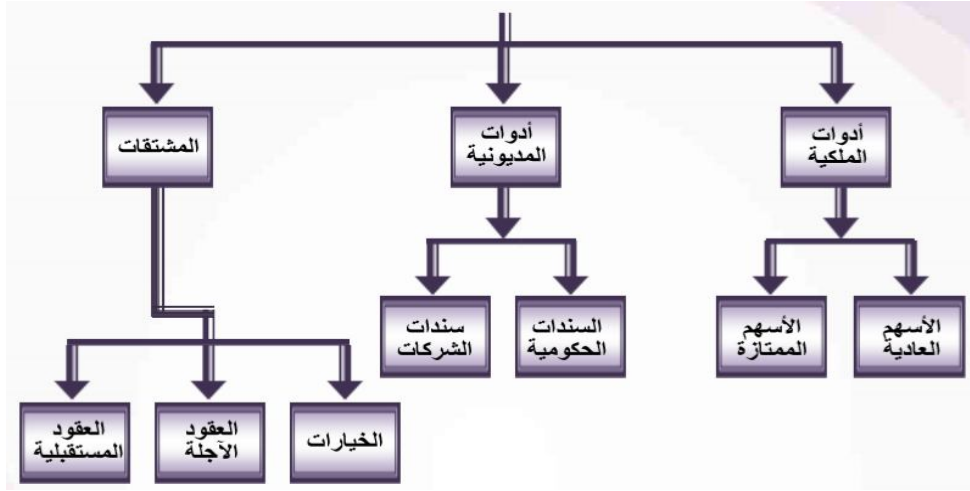 أدوات
الملكية
أدوات
المديونية
المشتقات
الأسهم
العادية
الأسهم
الممتازة
السندات
الحكومية
سندات
الشركات
الخيارات
العقود
الآجلة
العقود
المستقبلية